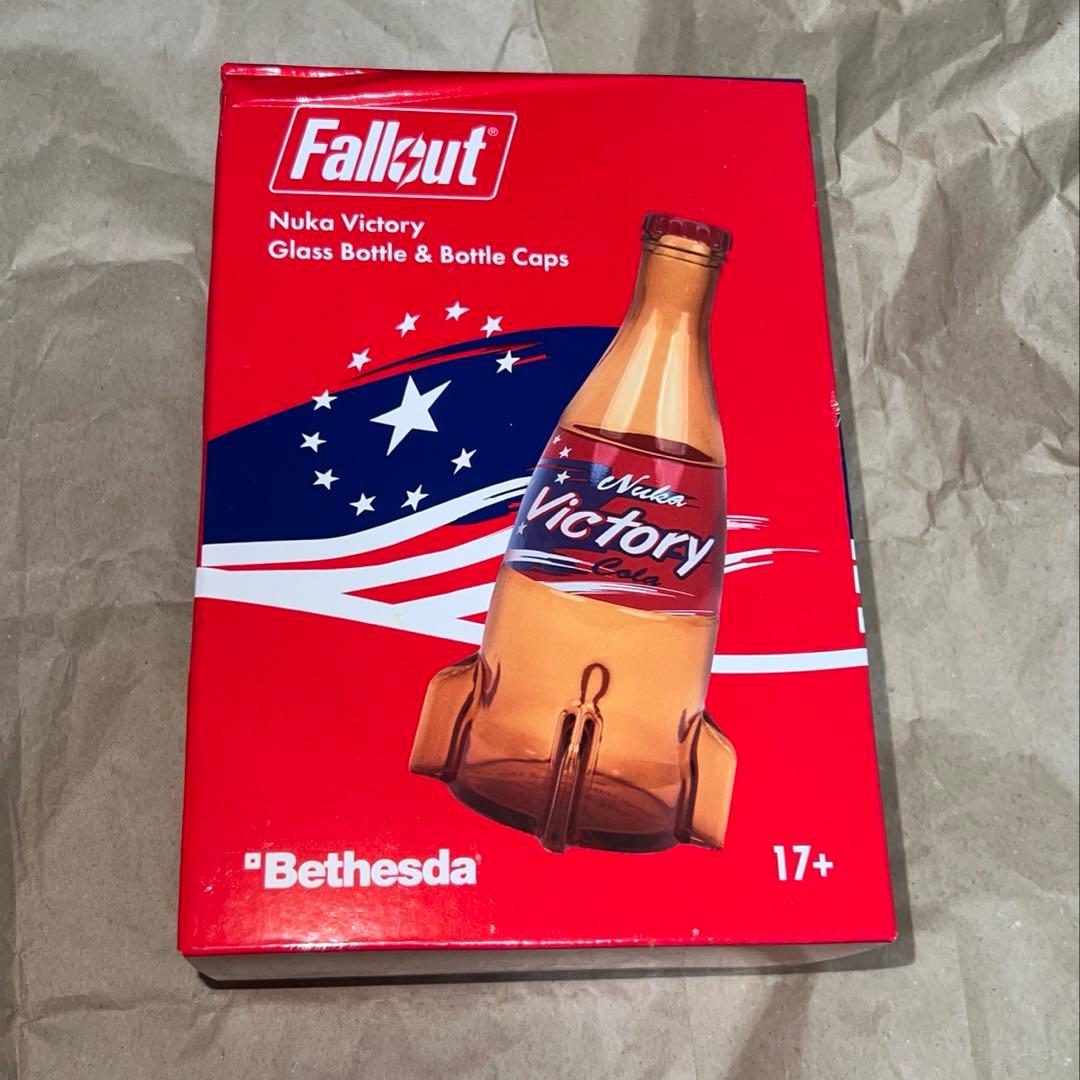 Fallout®
Nuka Victory
Glass Bottle & Bottle Caps
Nuka
Victory
Cola
Bethesda
17+